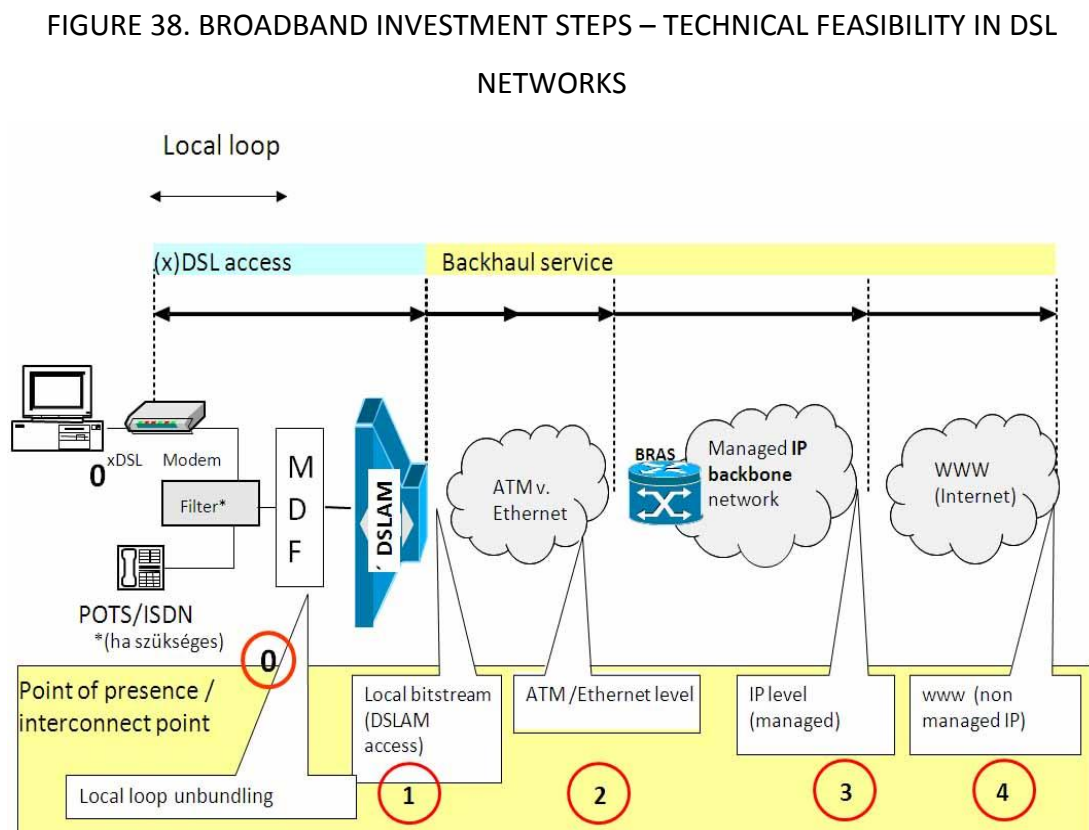 FIGURE 38. BROADBAND INVESTMENT STEPS – TECHNICAL FEASIBILITY IN DSL
NETWORKS
Local loop
(x)DSL access
Backhaul service
0
xDSL
Modem
Filter*
POTS/ISDN
*(ha szükséges)
M
D
F
DSLAM
ATM v.
Ethernet
BRAS
Managed IP
backbone
network
WWW
(Internet)
0
Point of presence /
interconnect point
Local loop unbundling
Local bitstream
(DSLAM
access)
1
ATM /Ethernet level
2
IP level
(managed)
3
www (non
managed IP)
4